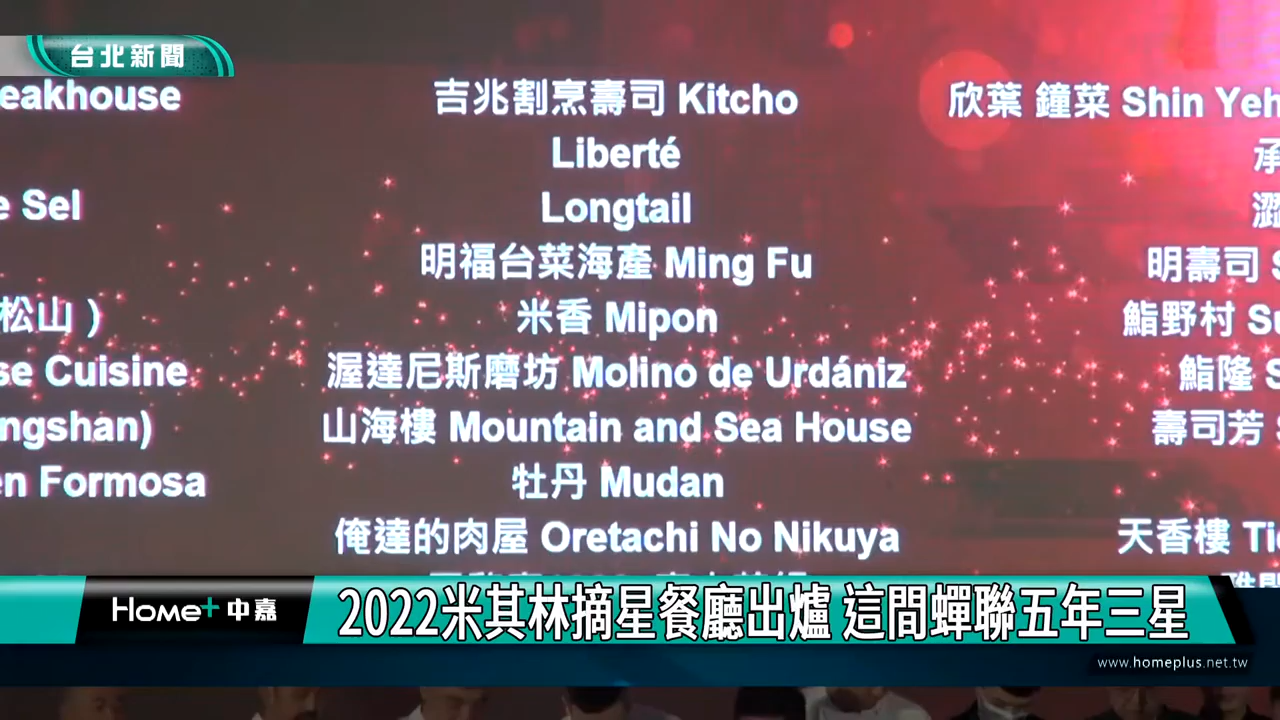 台北新聞
eakhouse
吉兆割烹壽司 Kitcho
欣葉 鐘菜 Shin Yeh
Liberté
承
e Sel
Longtail
澀
明福台菜海產 Ming Fu
明壽司 S
松山）
米香 Mipon
鮨野村 Su
se Cuisine
渥達尼斯磨坊 Molino de Urdániz
鮨隆 S
ngshan)
山海樓 Mountain and Sea House
壽司芳 S
en Formosa
牡丹 Mudan
俺達的肉屋 Oretachi No Nikuya
天香樓 Tie
Home+ 中嘉
2022米其林摘星餐廳出爐 這間蟬聯五年三星
www.homeplus.net.tw